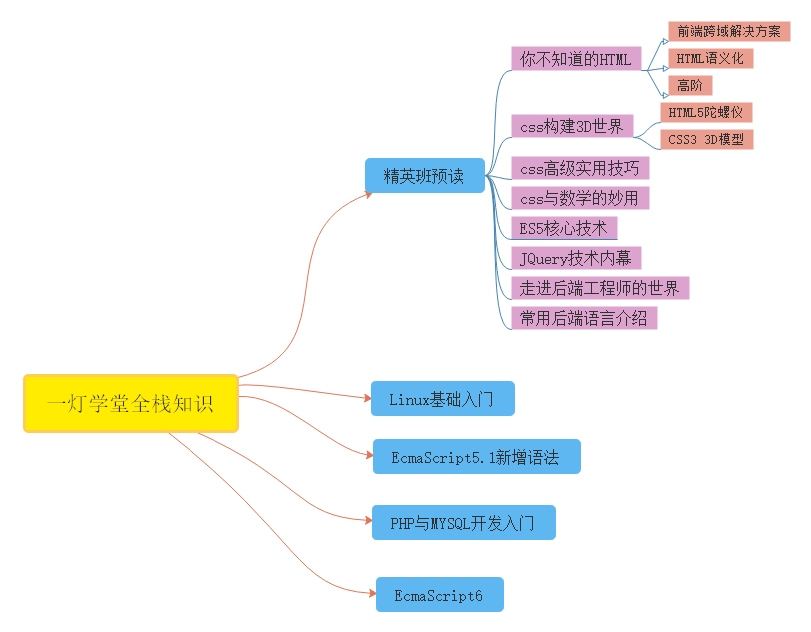 一灯学堂全栈知识
精英班预读
你不知道的HTML
前端跨域解决方案
HTML语义化
高阶
css构建3D世界
HTML5陀螺仪
CSS3 3D模型
css高级实用技巧
css与数学的妙用
ES5核心技术
JQuery技术内幕
走进后端工程师的世界
常用后端语言介绍
Linux基础入门
EcmaScript5.1新增语法
PHP与MYSQL开发入门
EcmaScript6